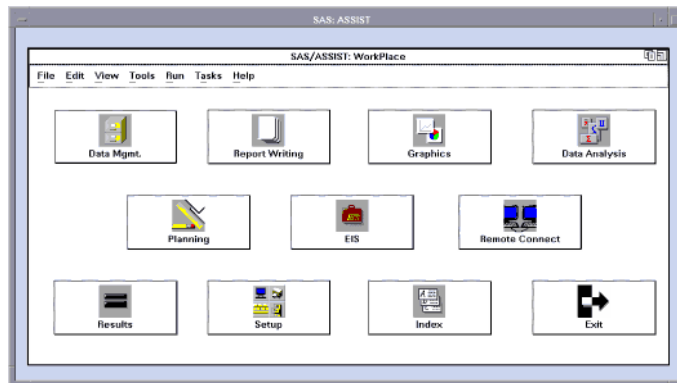 SAS: ASSIST
SAS/ASSIST: WorkPlace
File Edit View Tools Run Tasks Help
Data Mgmt. Report Writing Graphics Data Analysis
Planning EIS Remote Connect
Results Setup Index Exit